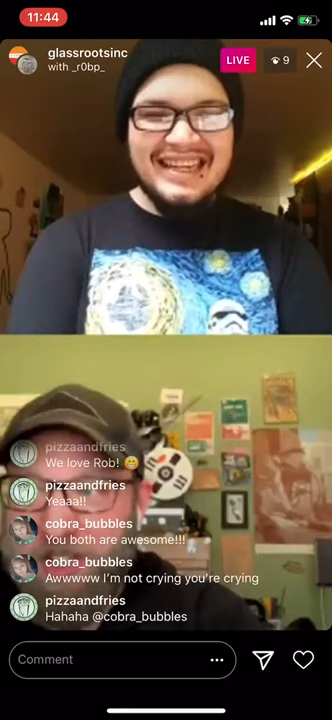 11:44
glassrootsinc
with _r0bp_
LIVE
9
pizzaandfries
We love Rob! 😁
pizzaandfries
Yeaaa!!
cobra_bubbles
You both are awesome!!!
cobra_bubbles
Awwwww I’m not crying you’re crying
pizzaandfries
Hahaha @cobra_bubbles
Comment